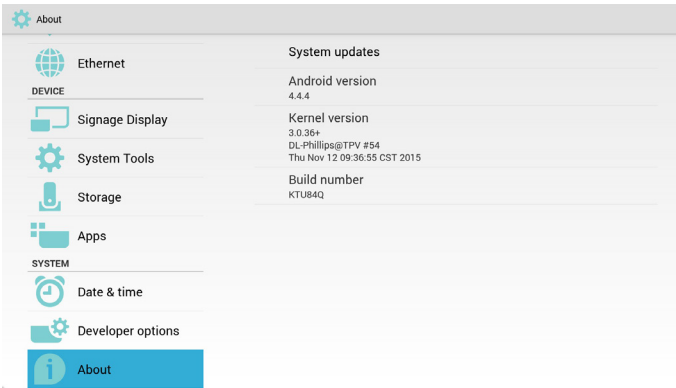 About
Ethernet
DEVICE
Signage Display
System Tools
Storage
Apps
SYSTEM
Date & time
Developer options
About
System updates
Android version
4.4.4
Kernel version
3.0.36+
DL-Phillips@TPV #54
Thu Nov 12 09:36:55 CST 2015
Build number
KTU84Q